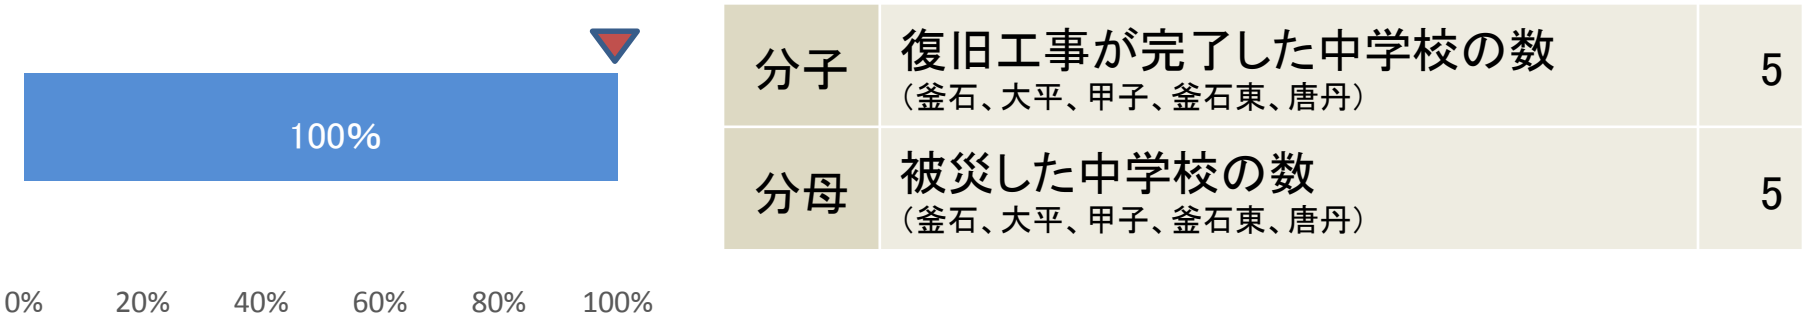 100%
0% 20% 40% 60% 80% 100%
分子 復旧工事が完了した中学校の数 5
（釜石、大平、甲子、釜石東、唐丹）
分母 被災した中学校の数 5
（釜石、大平、甲子、釜石東、唐丹）